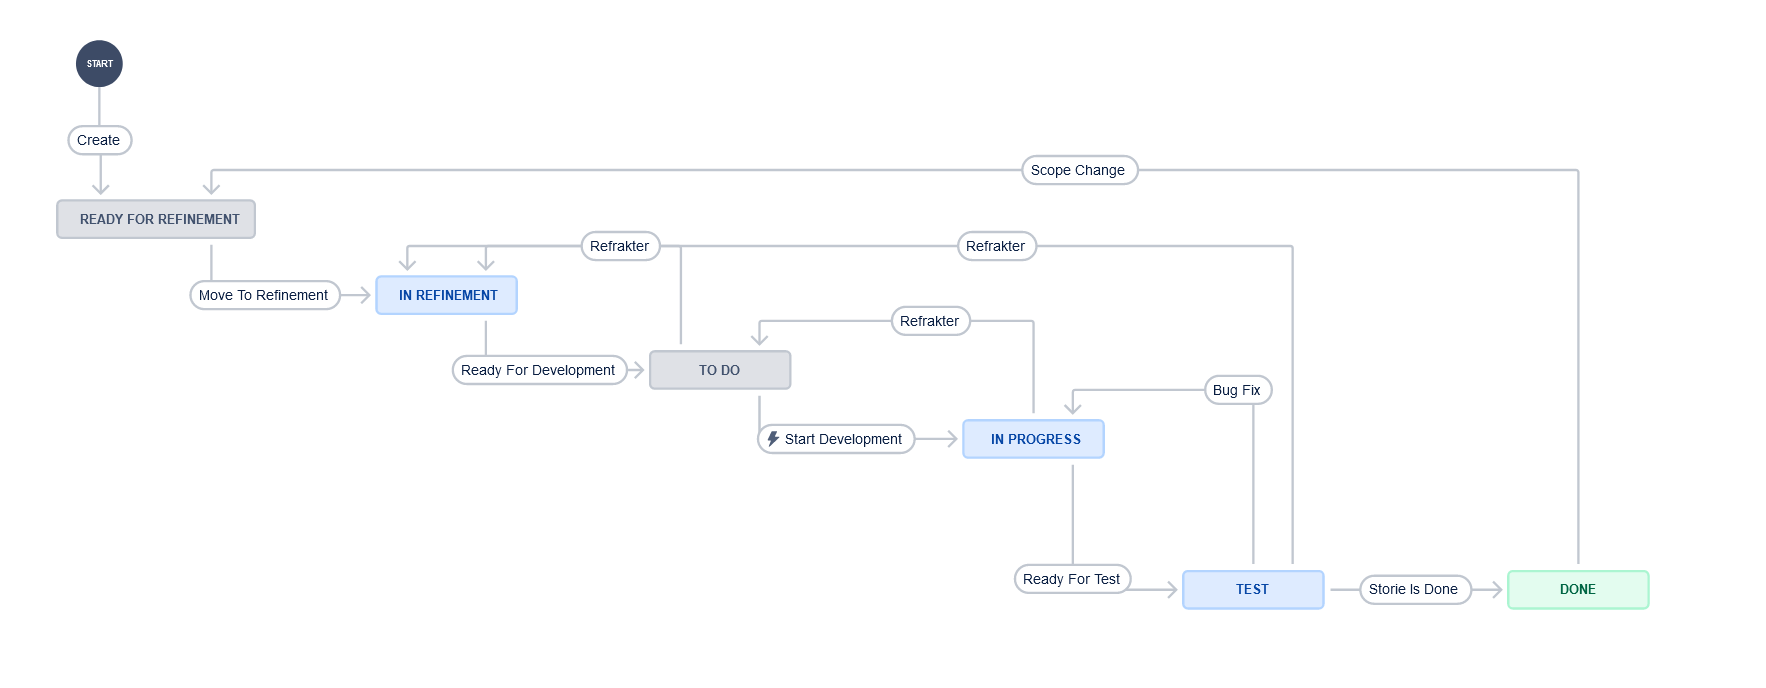 START
Create
Scope Change
READY FOR REFINEMENT
Refrakter
Refrakter
Move To Refinement
IN REFINEMENT
Refrakter
Ready For Development
TO DO
Bug Fix
Start Development
IN PROGRESS
Ready For Test
TEST
Storie Is Done
DONE